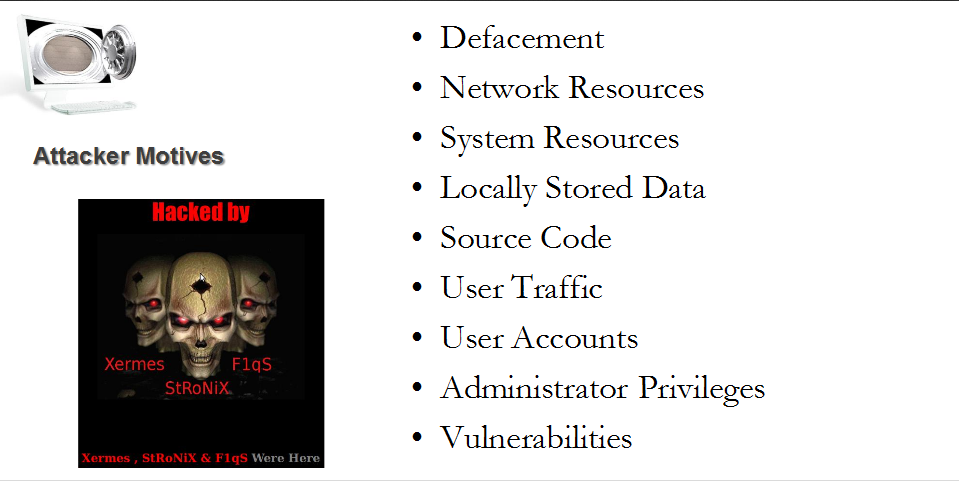 Attacker Motives
Hacked by
Xermes
F1qS
StRoNiX
Xermes , StRoNiX & F1qS Were Here
• Defacement
• Network Resources
• System Resources
• Locally Stored Data
• Source Code
• User Traffic
• User Accounts
• Administrator Privileges
• Vulnerabilities